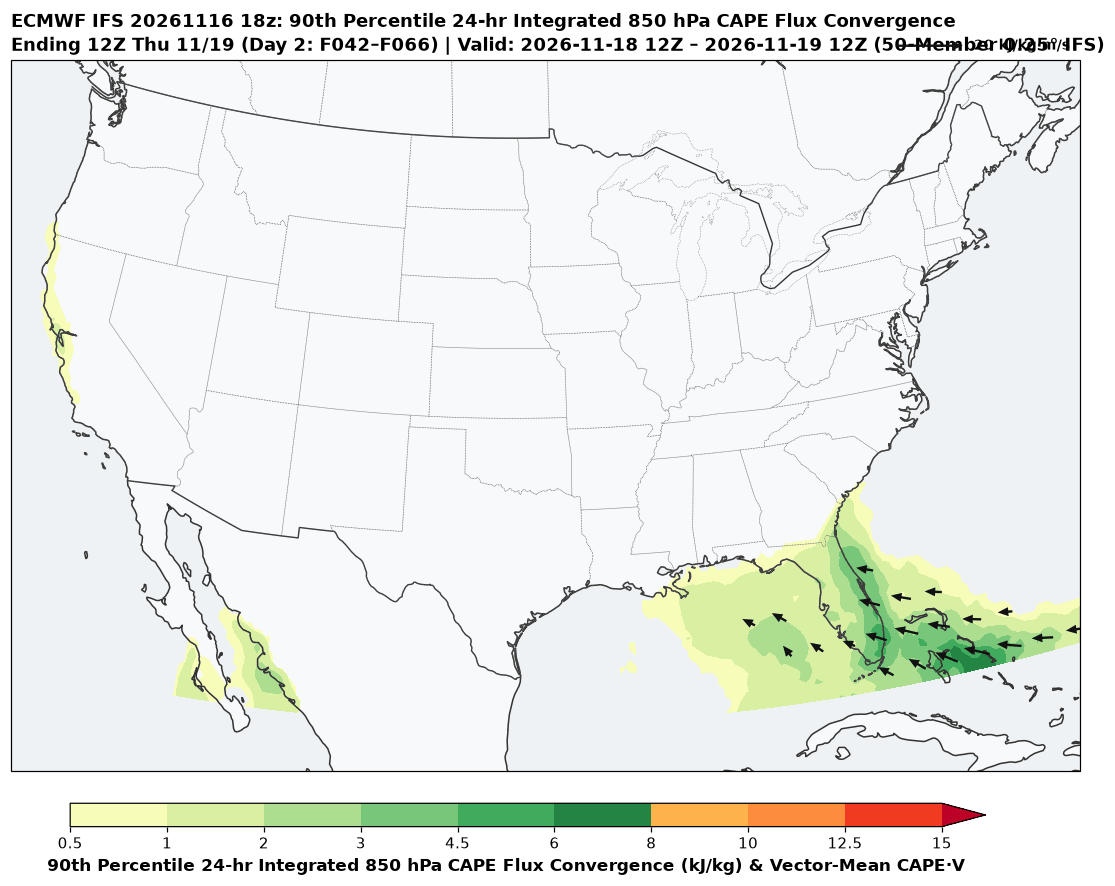 ECMWF IFS 20261116 18z: 90th Percentile 24-hr Integrated 850 hPa CAPE Flux Convergence
Ending 12Z Thu 11/19 (Day 2: F042–F066) | Valid: 2026-11-18 12Z – 2026-11-19 12Z (50-Member 0.25° IFS)
20 kJ/kg·m/s
0.5 1 2 3 4.5 6 8 10 12.5 15
90th Percentile 24-hr Integrated 850 hPa CAPE Flux Convergence (kJ/kg) & Vector-Mean CAPE·V